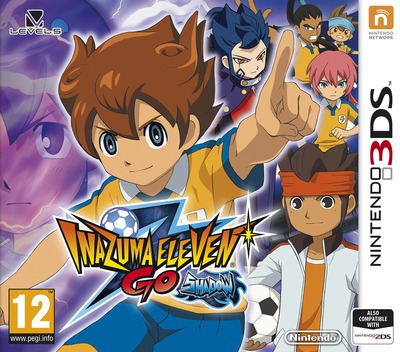 LEVEL5
NINTENDO
NETWORK
NINTENDO 3DS
INAZUMA ELEVEN
GO SHADOW
12
www.pegi.info
Nintendo
ALSO
COMPATIBLE
WITH
NINTENDO 2DS